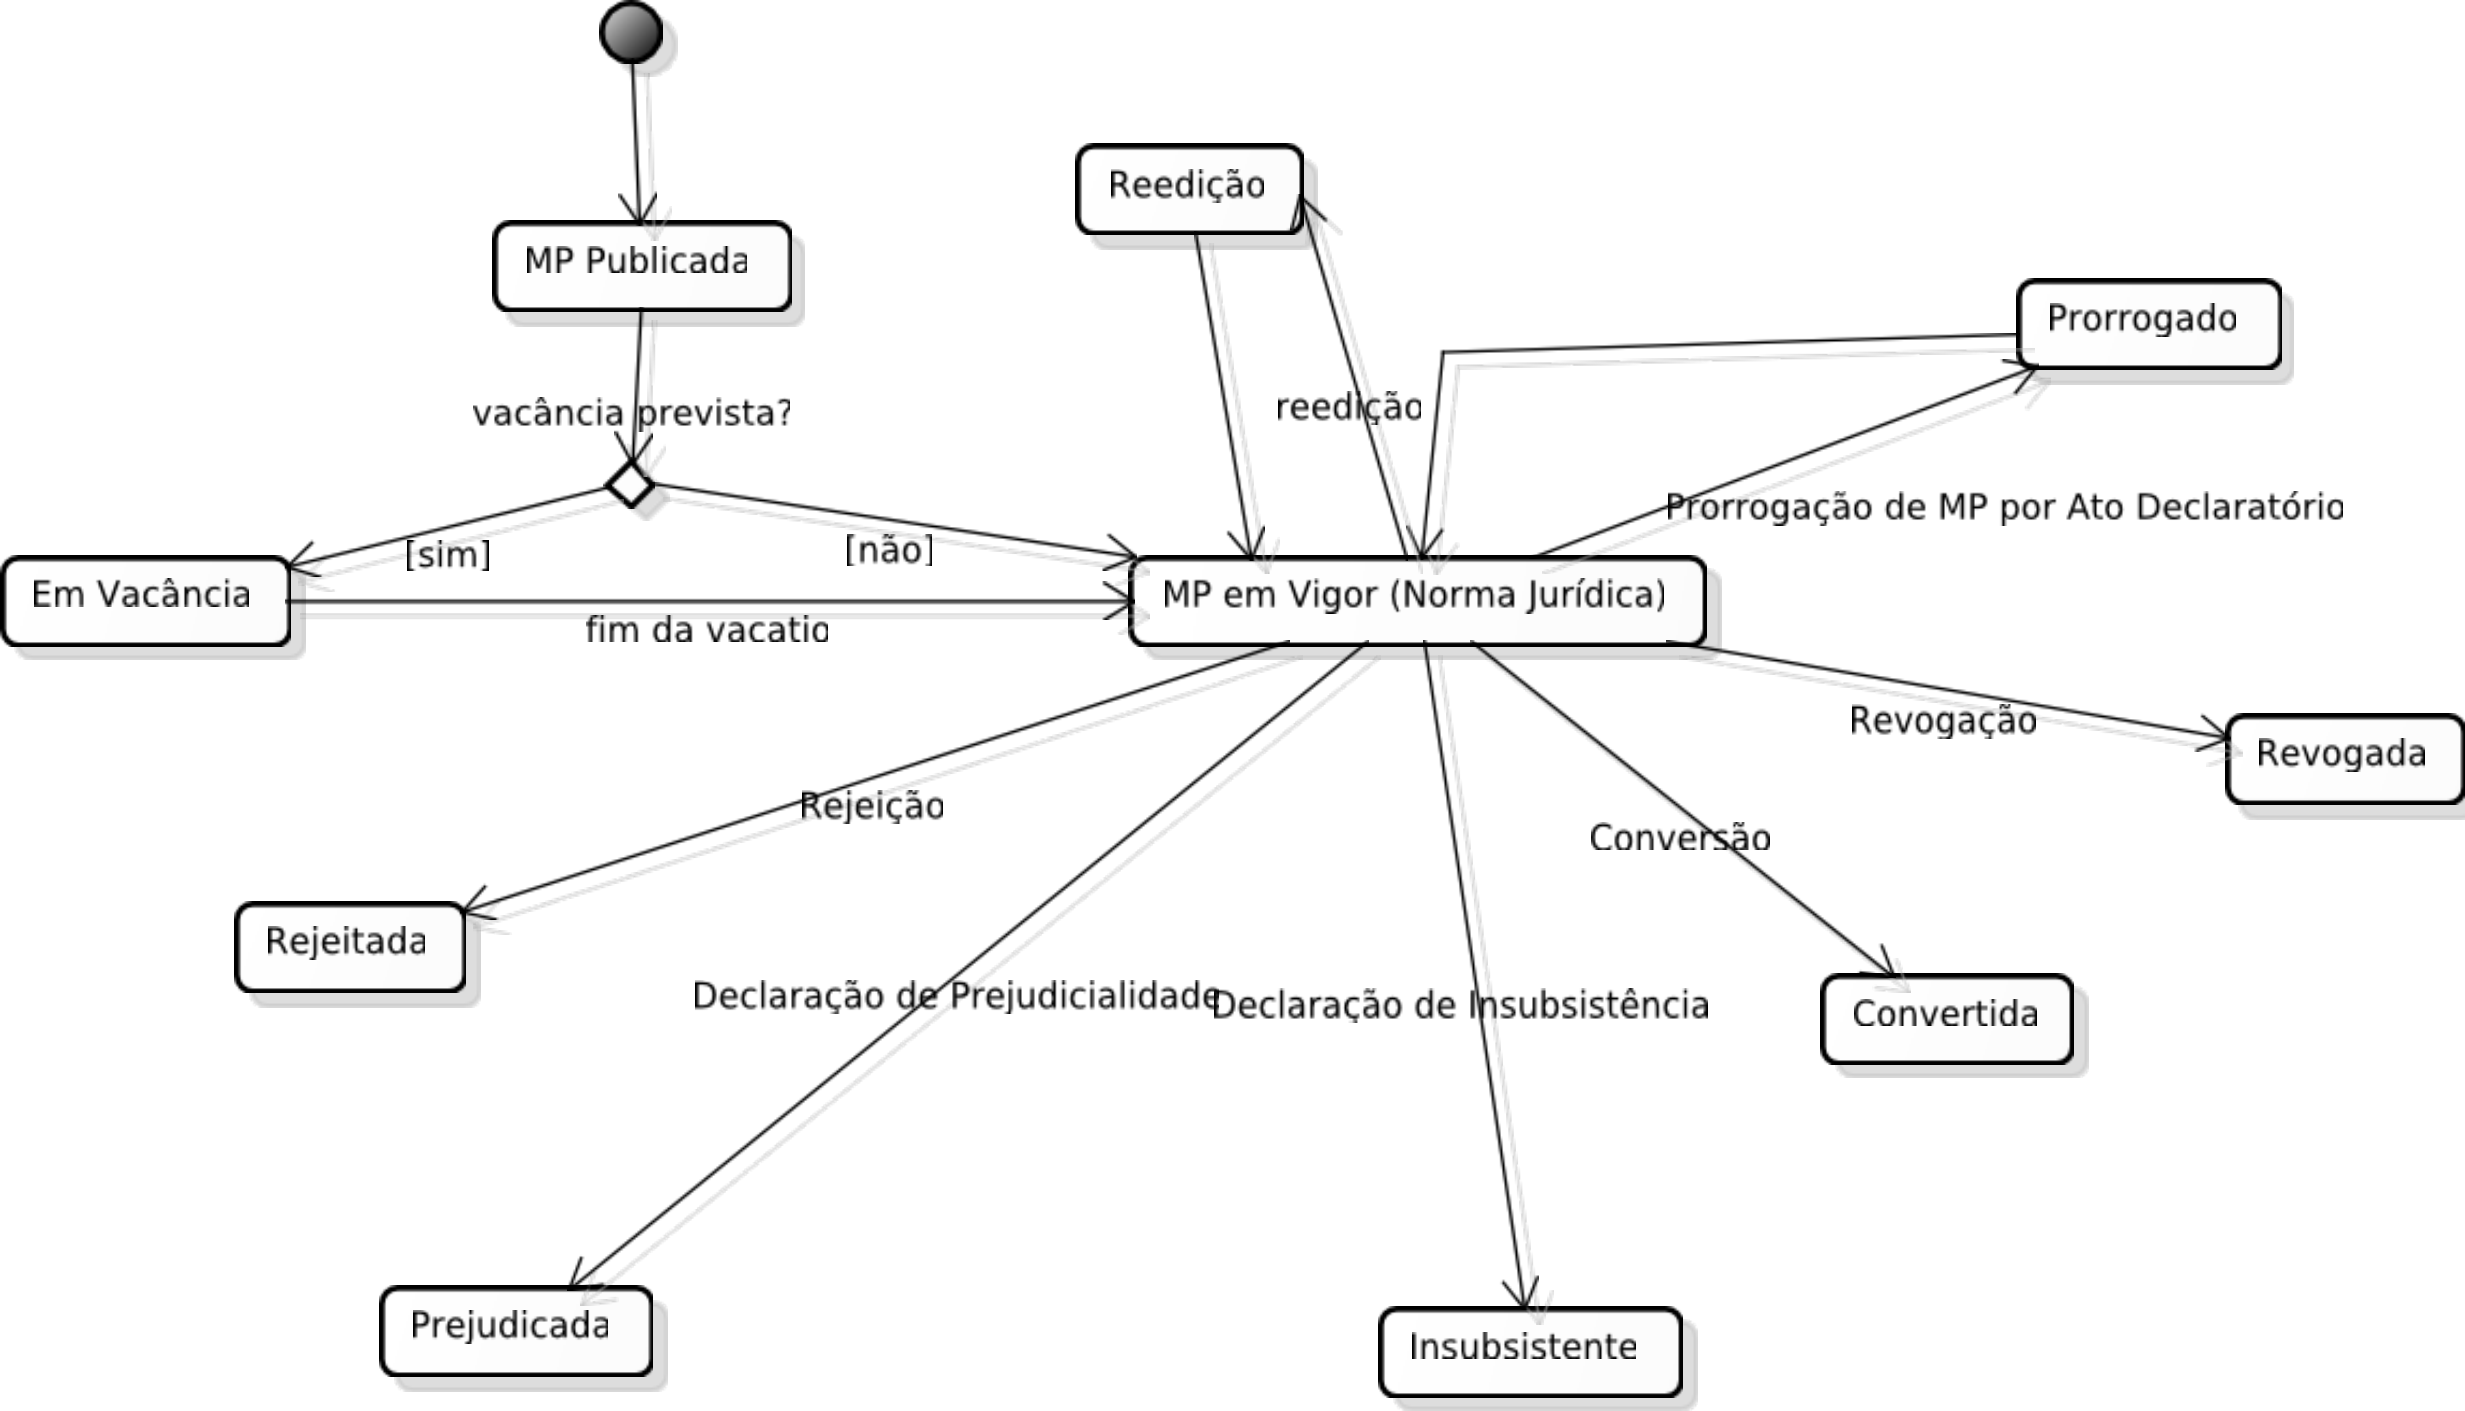 MP Publicada
Reedição
Prorrogado
vacância prevista?
reedição
Prorrogação de MP por Ato Declaratório
[sim]
[não]
Em Vacância
fim da vacatio
MP em Vigor (Norma Jurídica)
Revogação
Revogada
Rejeição
Conversão
Rejeitada
Declaração de Prejudicialidade
Declaração de Insubsistência
Convertida
Prejudicada
Insubsistente